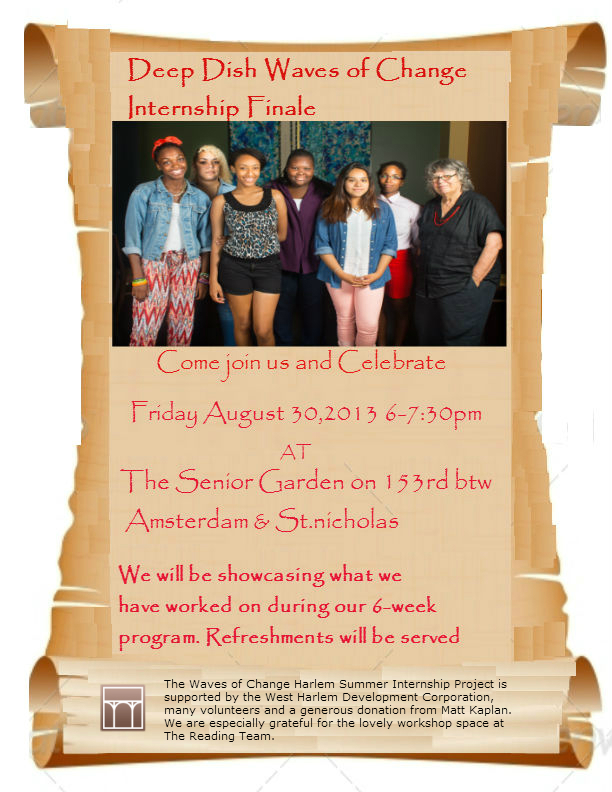 Deep Dish Waves of Change
Internship Finale
Come join us and Celebrate
Friday August 30,2013 6-7:30pm
AT
The Senior Garden on 153rd btw
Amsterdam & St.nicholas
We will be showcasing what we
have worked on during our 6-week
program. Refreshments will be served
The Waves of Change Harlem Summer Internship Project is
supported by the West Harlem Development Corporation,
many volunteers and a generous donation from Matt Kaplan.
We are especially grateful for the lovely workshop space at
The Reading Team.